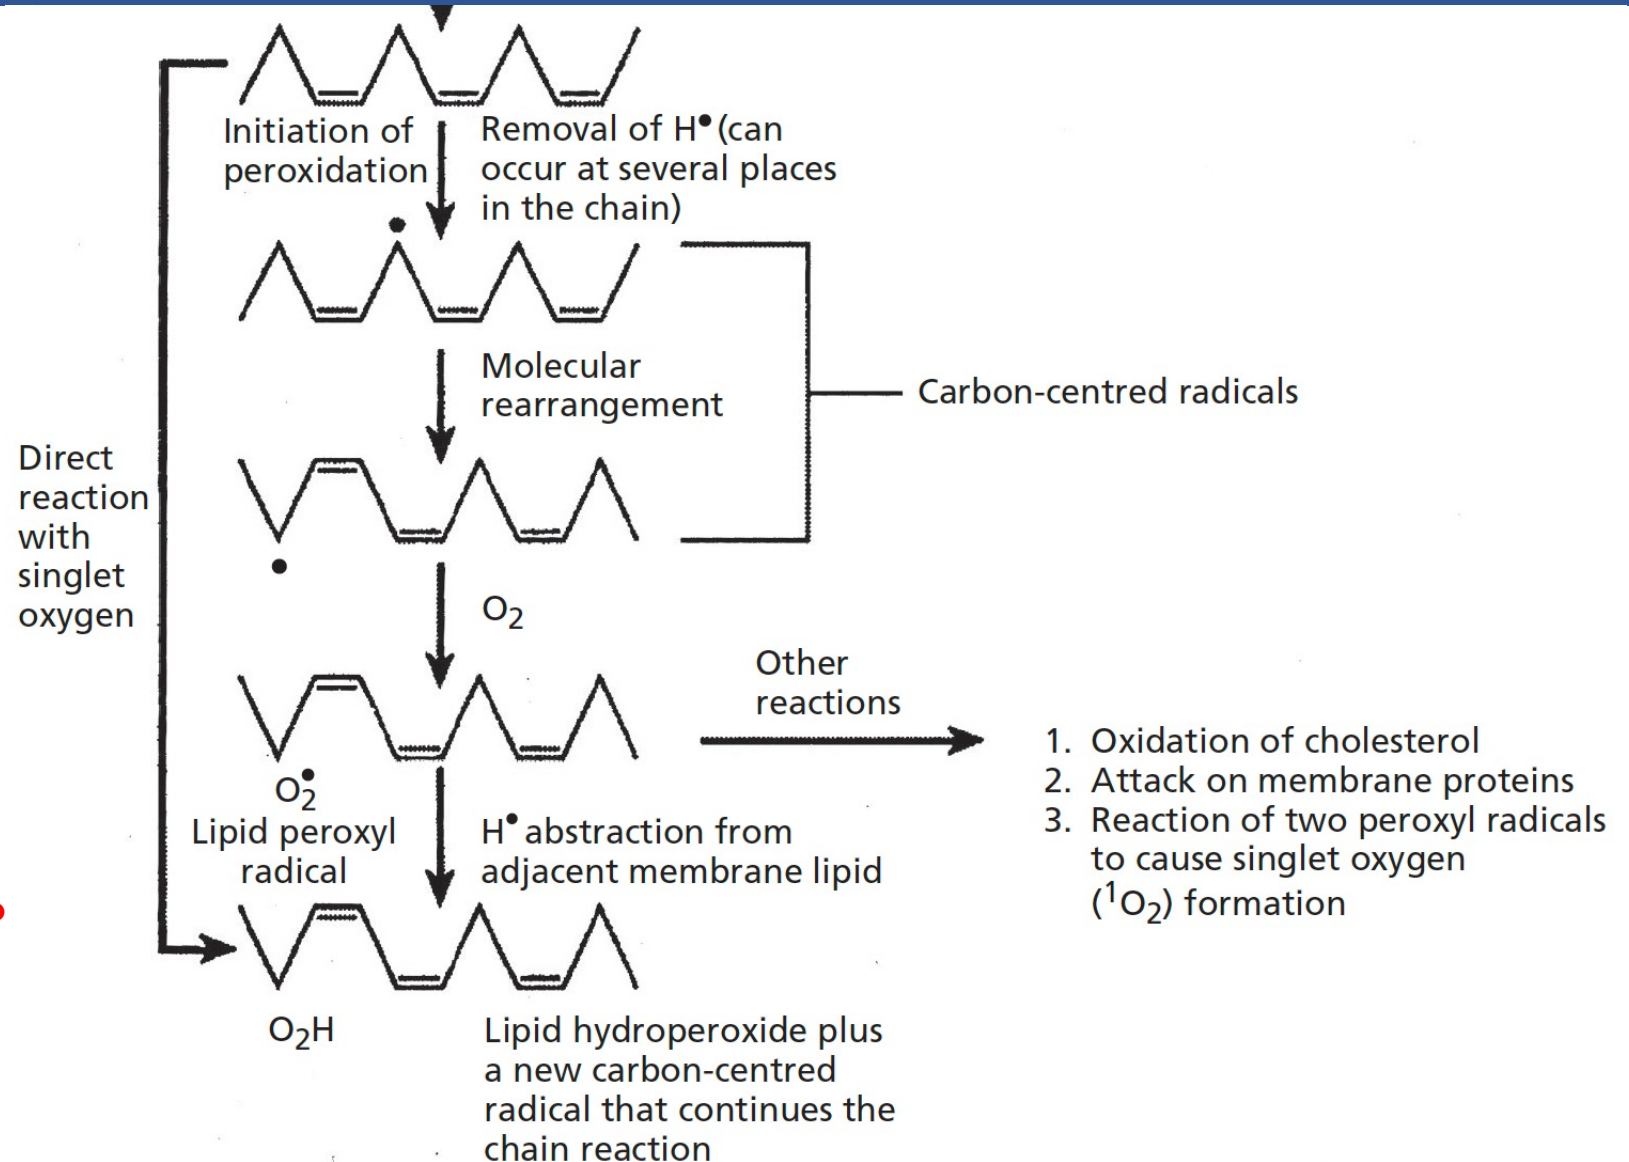 Initiation of
peroxidation
Removal of H• (can
occur at several places
in the chain)
Molecular
rearrangement
Carbon-centred radicals
Direct
reaction
with
singlet
oxygen
O₂
Other
reactions
1. Oxidation of cholesterol
2. Attack on membrane proteins
3. Reaction of two peroxyl radicals
to cause singlet oxygen
(¹O₂) formation
O₂•
Lipid peroxyl
radical
H• abstraction from
adjacent membrane lipid
O₂H
Lipid hydroperoxide plus
a new carbon-centred
radical that continues the
chain reaction